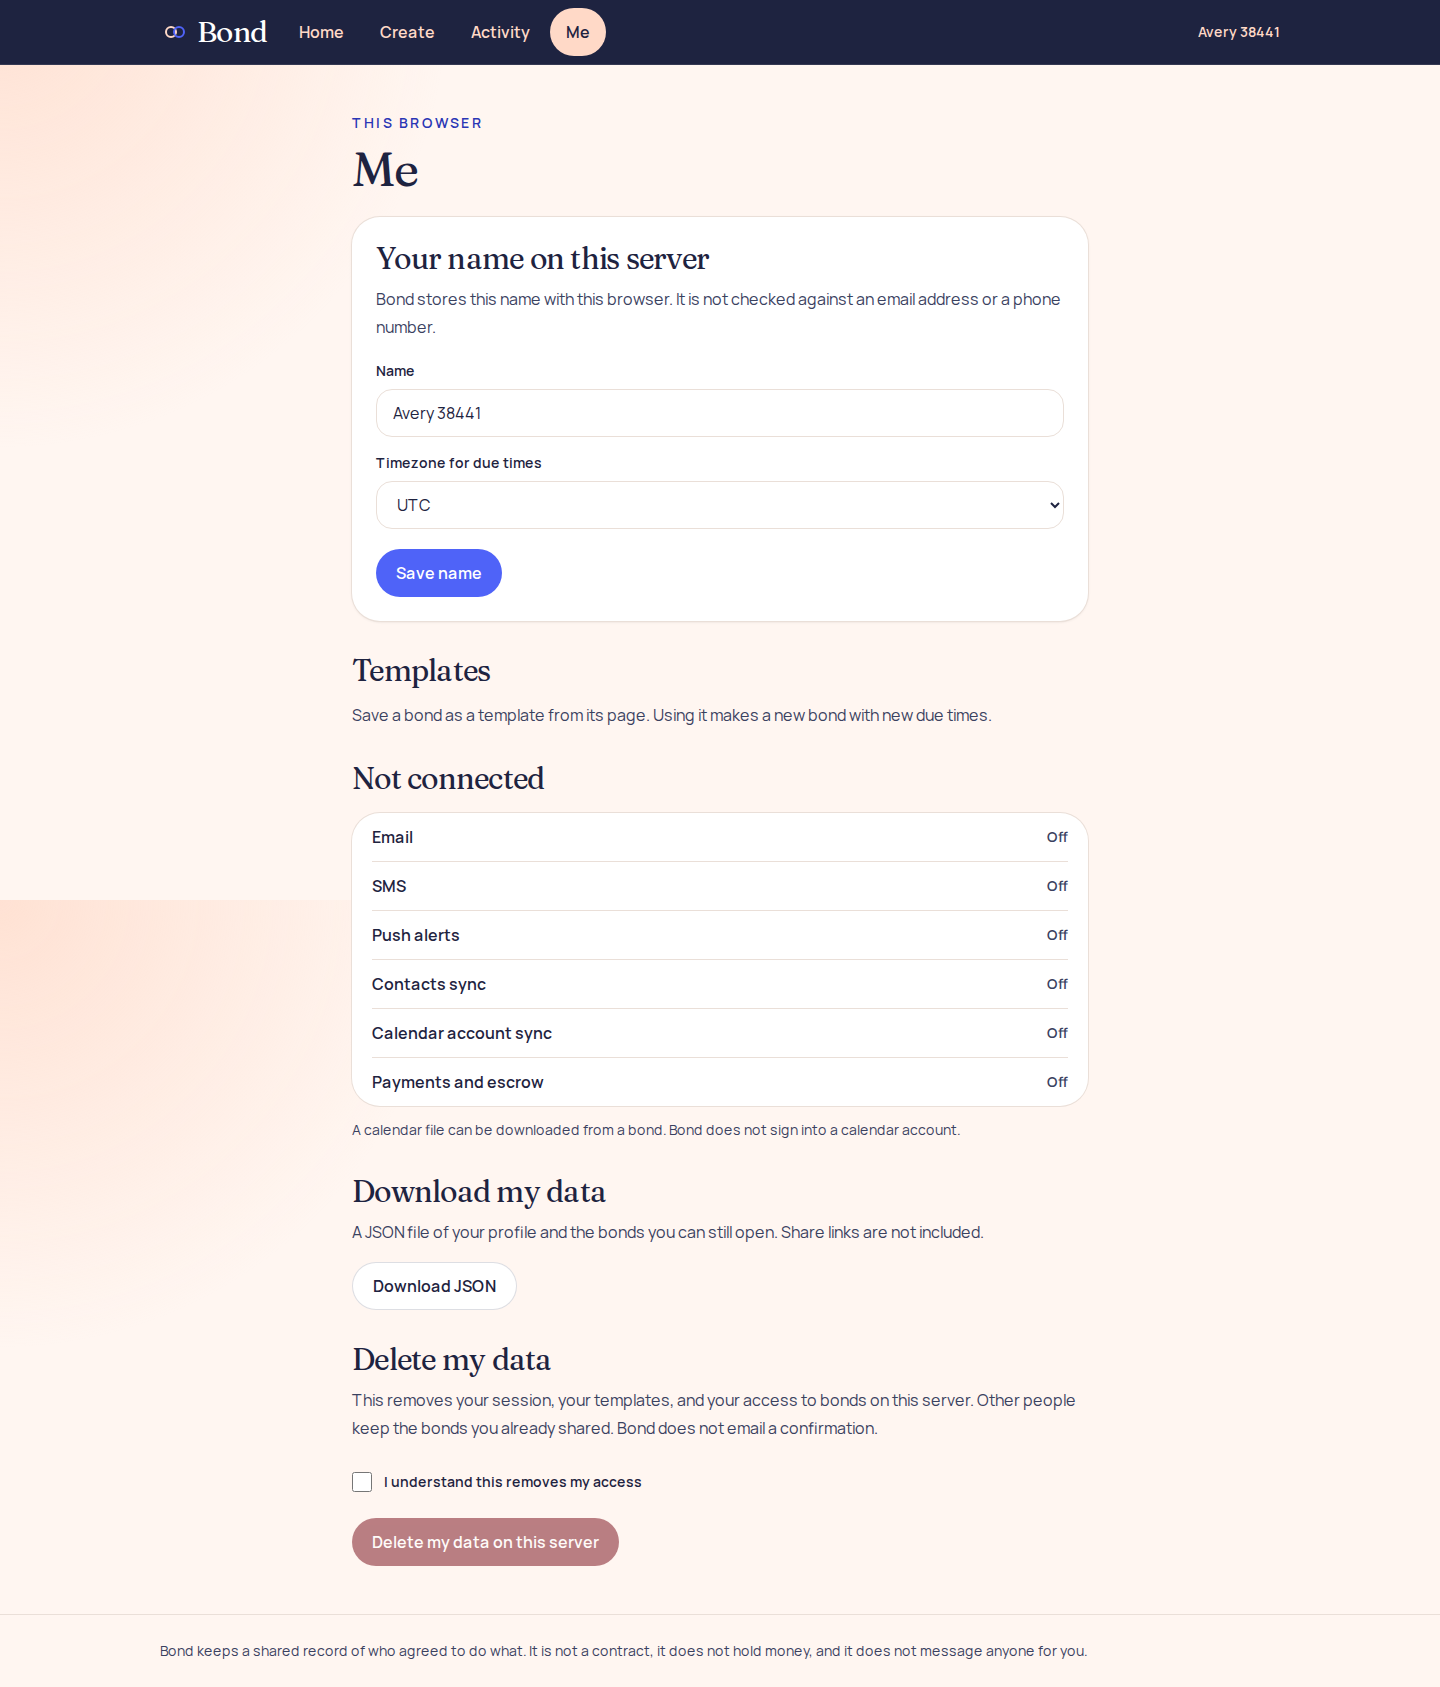 Bond Home Create Activity Me Avery 38441
THIS BROWSER
Me
Your name on this server
Bond stores this name with this browser. It is not checked against an email address or a phone
number.
Name
Avery 38441
Timezone for due times
UTC
Save name
Templates
Save a bond as a template from its page. Using it makes a new bond with new due times.
Not connected
Email Off
SMS Off
Push alerts Off
Contacts sync Off
Calendar account sync Off
Payments and escrow Off
A calendar file can be downloaded from a bond. Bond does not sign into a calendar account.
Download my data
A JSON file of your profile and the bonds you can still open. Share links are not included.
Download JSON
Delete my data
This removes your session, your templates, and your access to bonds on this server. Other people
keep the bonds you already shared. Bond does not email a confirmation.
I understand this removes my access
Delete my data on this server
Bond keeps a shared record of who agreed to do what. It is not a contract, it does not hold money, and it does not message anyone for you.